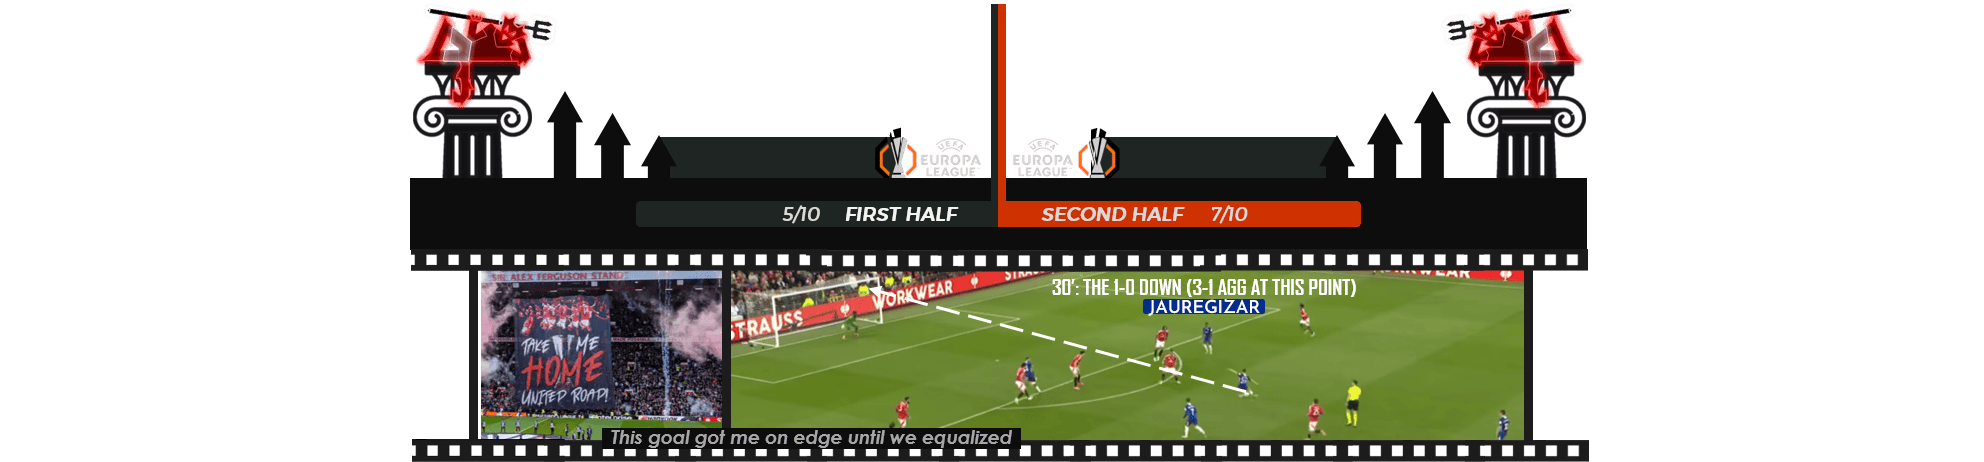 UEFA
EUROPA
LEAGUE
UEFA
EUROPA
LEAGUE
5/10 FIRST HALF
SECOND HALF 7/10
SIR ALEX FERGUSON STAND
TAKE ME
HOME
UNITED ROAD!
STRAUSS
WORKWEAR
STRAUSS
WORKWEAR
30': THE 1-0 DOWN (3-1 AGG AT THIS POINT)
JAUREGIZAR
This goal got me on edge until we equalized